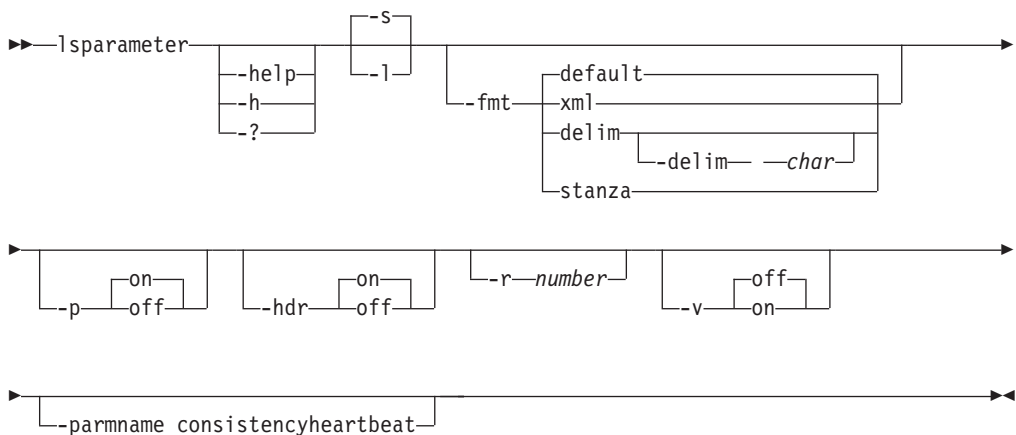 -s
lsparameter
-help -l default
-h -fmt xml
-? delim
-delim char
stanza
on on -r number off
-p off -hdr off -v on
-parmname consistencyheartbeat